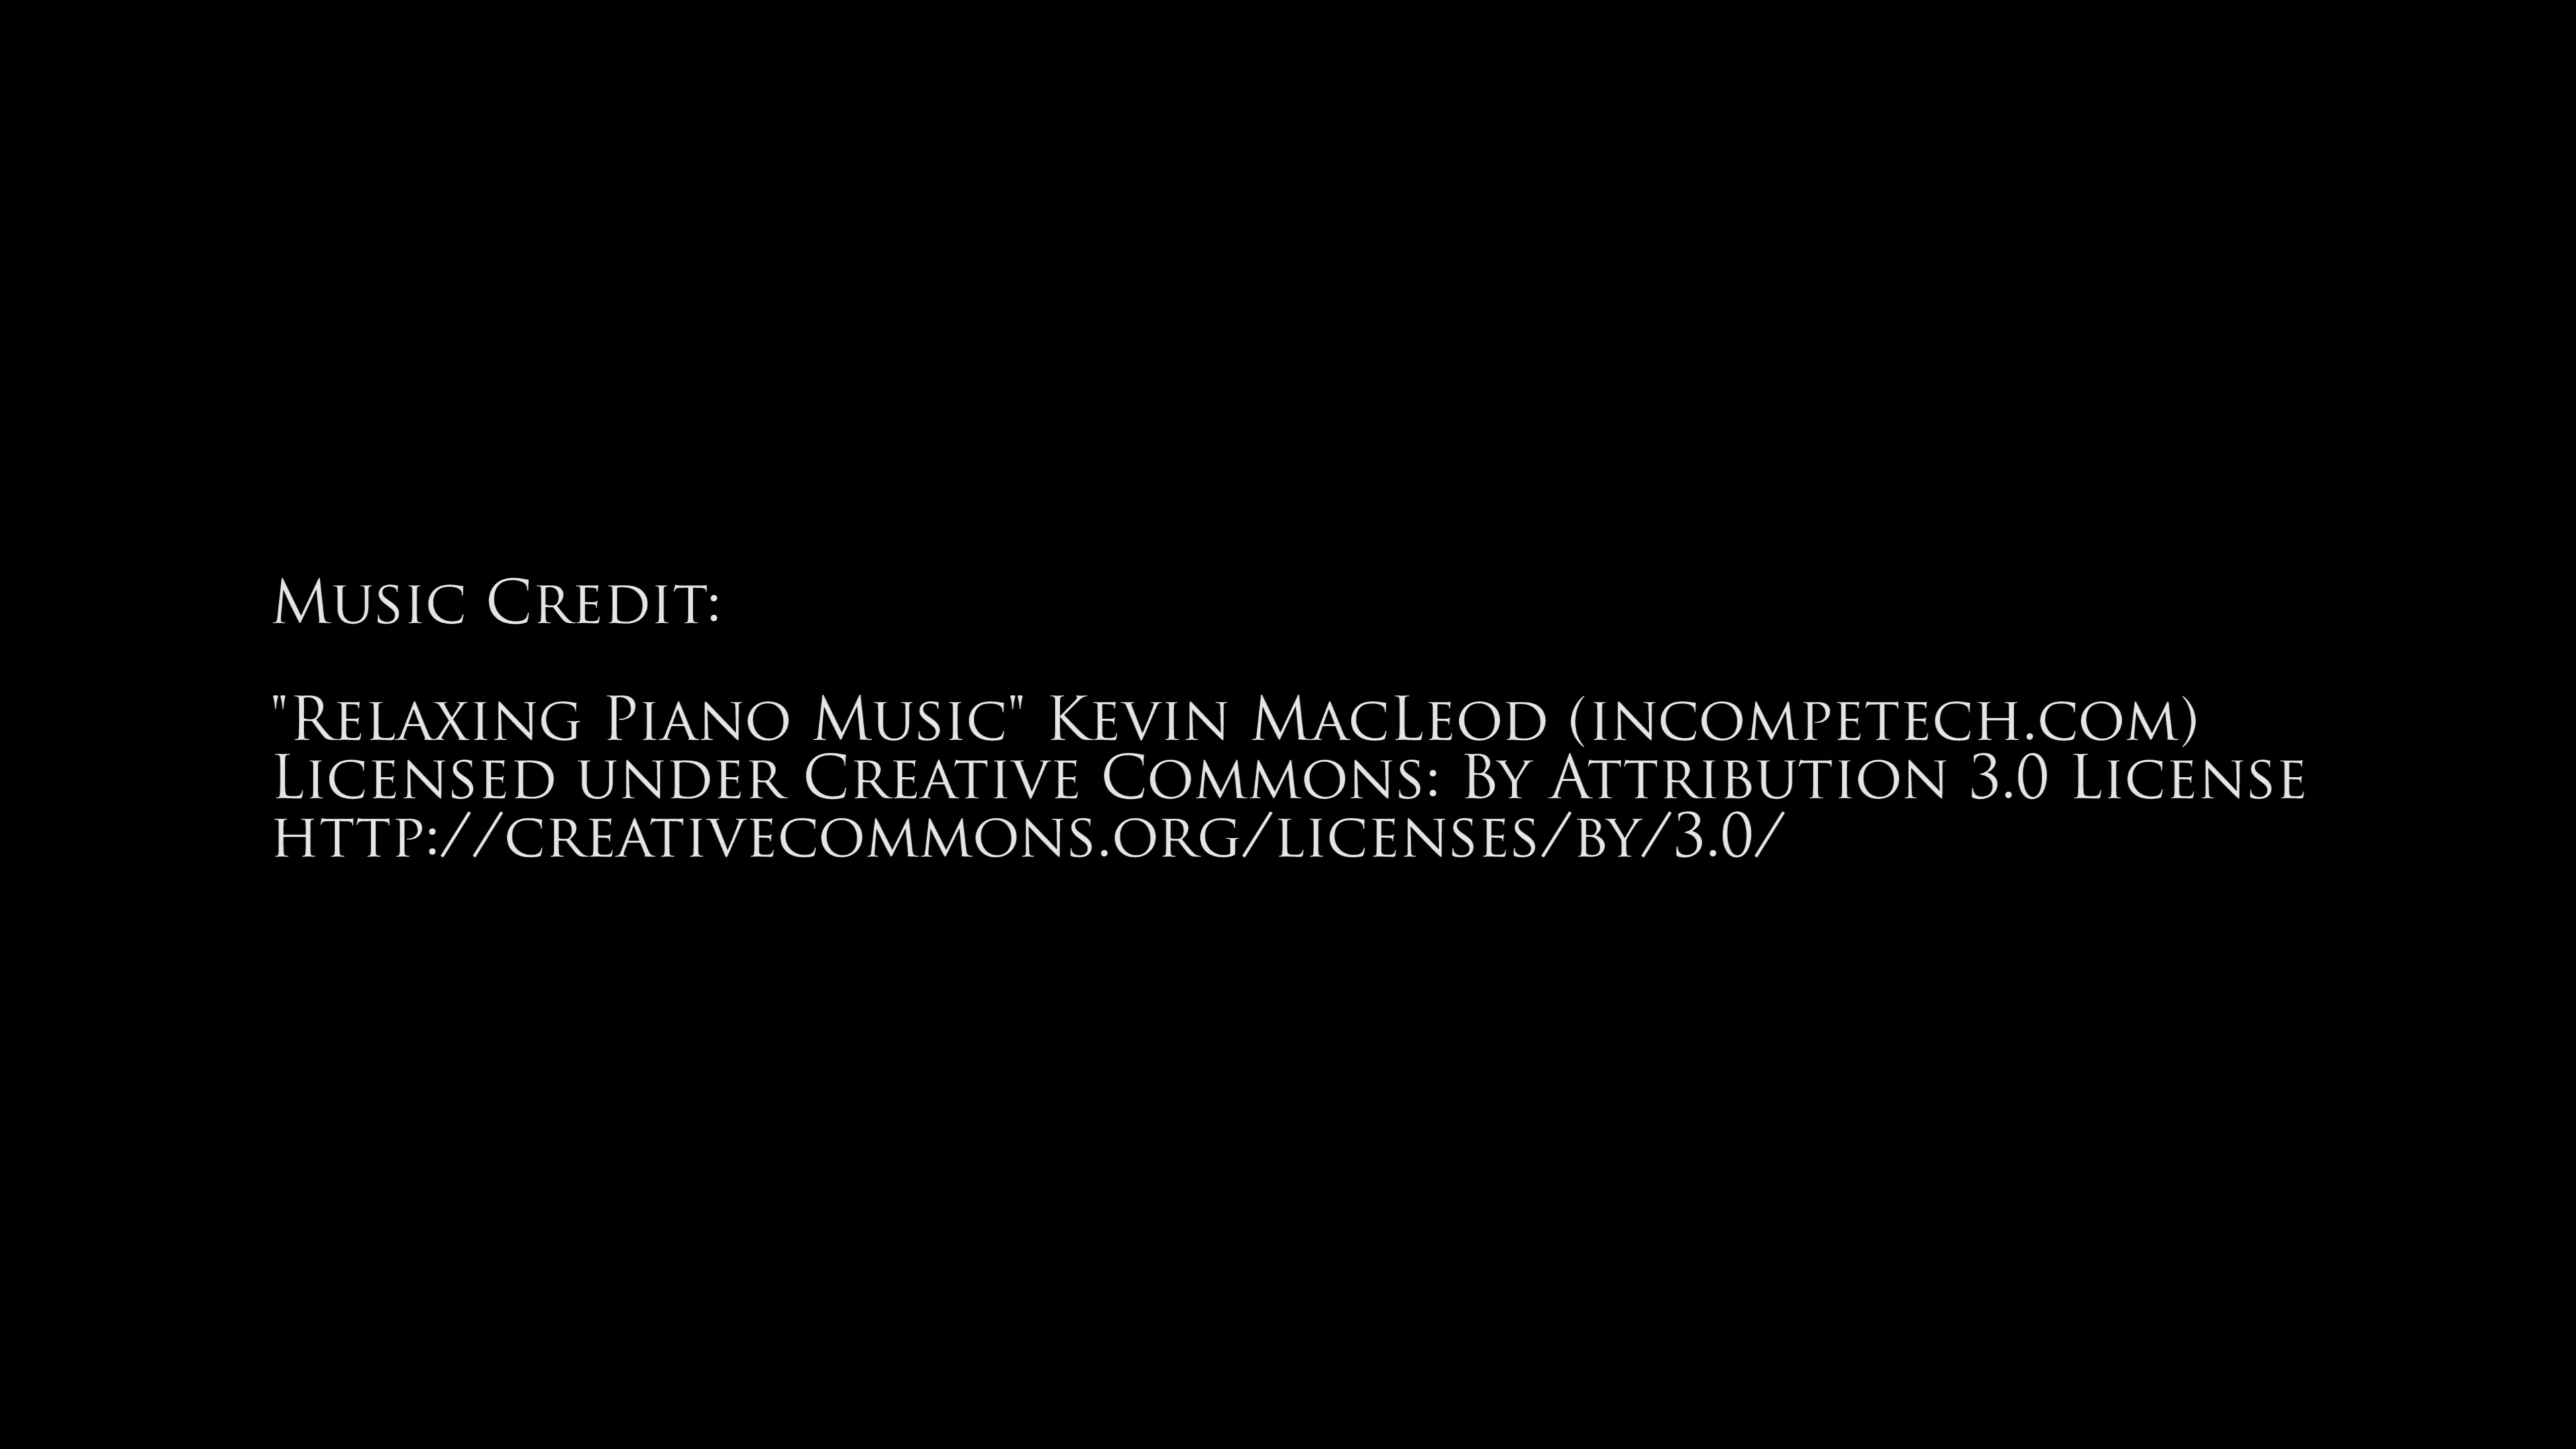 Music Credit:
"Relaxing Piano Music" Kevin MacLeod (incompetech.com)
Licensed under Creative Commons: By Attribution 3.0 License
http://creativecommons.org/licenses/by/3.0/